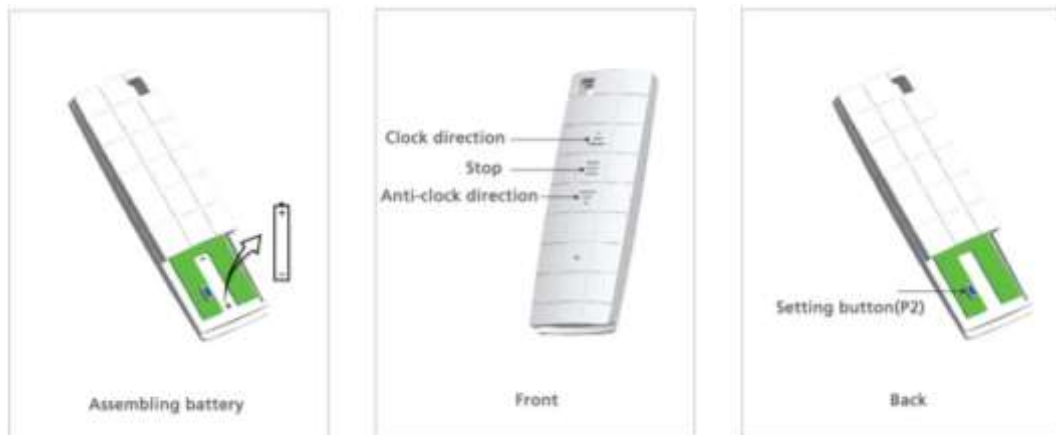 Clock direction
Stop
Anti-clock direction
Setting button(P2)
Assembling battery
Front
Back